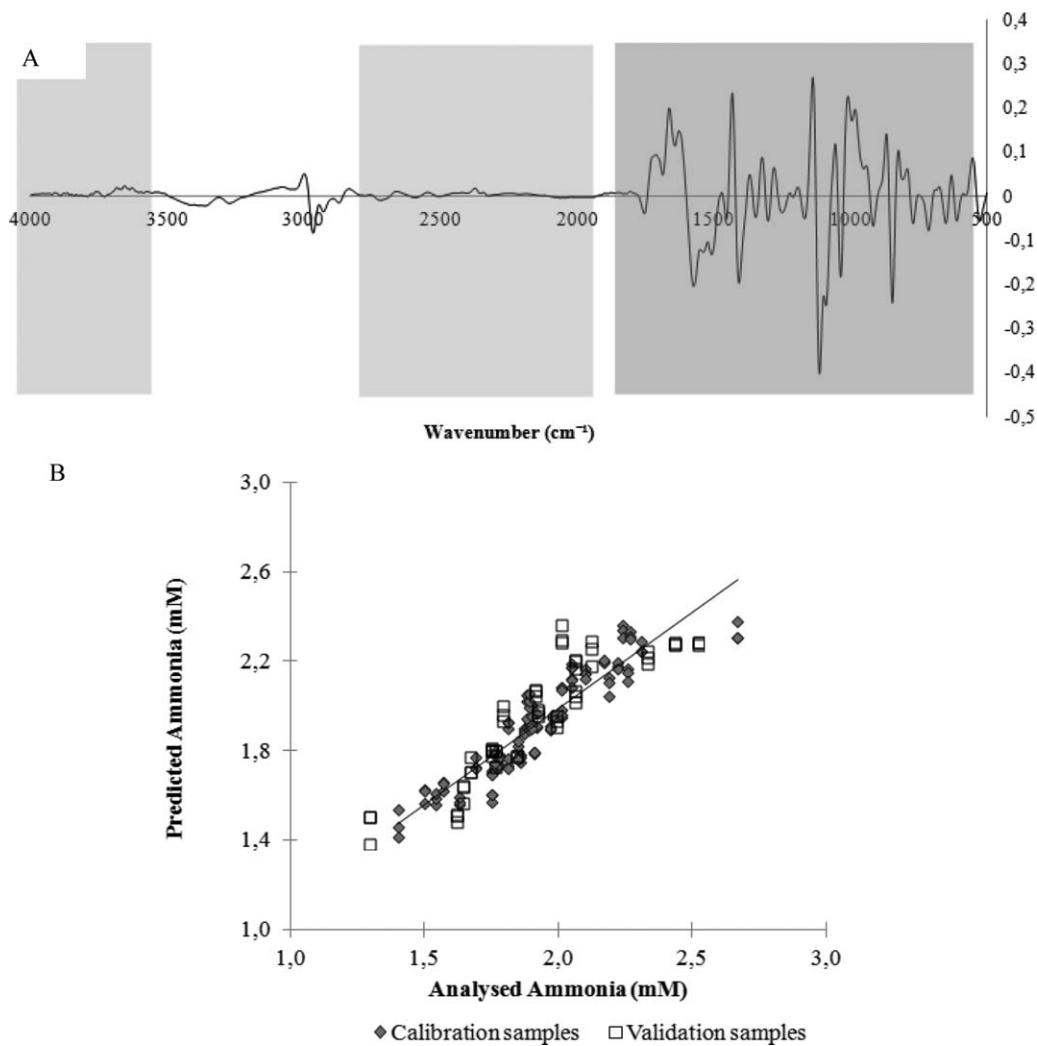 A
0,4
0,3
0,2
0,1
0
-0,1
-0,2
-0,3
-0,4
-0,5
4000 3500 3000 2500 2000 1500 1000 500
Wavenumber (cm⁻¹)
B
3,0
2,6
2,2
1,8
1,4
1,0
Predicted Ammonia (mM)
1,0 1,5 2,0 2,5 3,0
Analysed Ammonia (mM)
Calibration samples Validation samples